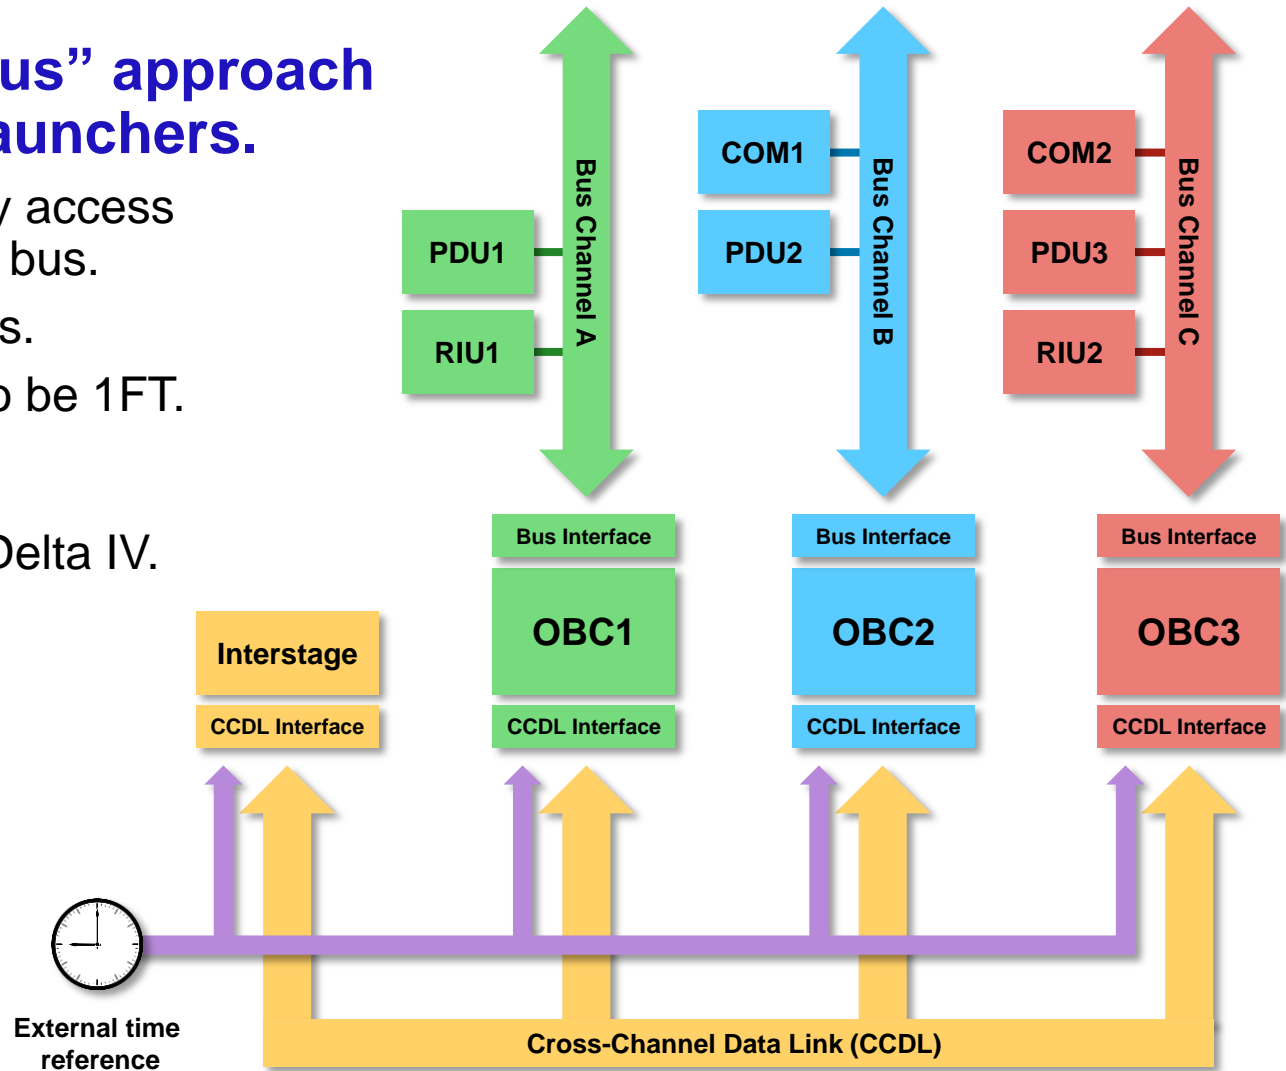 us” approach
aunchers.
y access
bus.
s.
o be 1FT.
Delta IV.
PDU1
RIU1
Bus Channel A
COM1
PDU2
Bus Channel B
COM2
PDU3
RIU2
Bus Channel C
Bus Interface
Bus Interface
Bus Interface
Interstage
OBC1
OBC2
OBC3
CCDL Interface
CCDL Interface
CCDL Interface
CCDL Interface
External time
reference
Cross-Channel Data Link (CCDL)